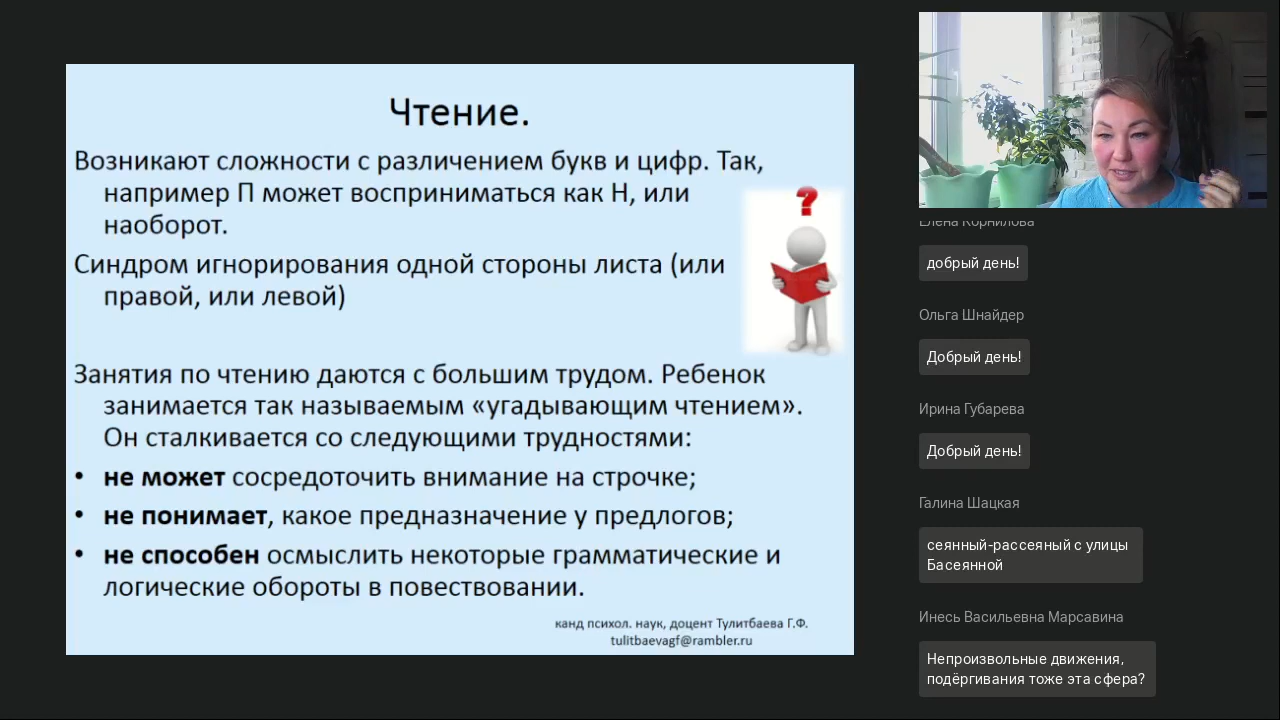 Чтение.
Возникают сложности с различением букв и цифр. Так,
например П может восприниматься как Н, или
наоборот.
Синдром игнорирования одной стороны листа (или
правой, или левой)
?
Занятия по чтению даются с большим трудом. Ребенок
занимается так называемым «угадывающим чтением».
Он сталкивается со следующими трудностями:
• не может сосредоточить внимание на строчке;
• не понимает, какое предназначение у предлогов;
• не способен осмыслить некоторые грамматические и
логические обороты в повествовании.
канд психол. наук, доцент Тулитбаева Г.Ф.
tulitbaevagf@rambler.ru
Елена Корнилова
добрый день!
Ольга Шнайдер
Добрый день!
Ирина Губарева
Добрый день!
Галина Шацкая
сеянный-рассеяный с улицы
Басеянной
Инесь Васильевна Марсавина
Непроизвольные движения,
подёргивания тоже эта сфера?